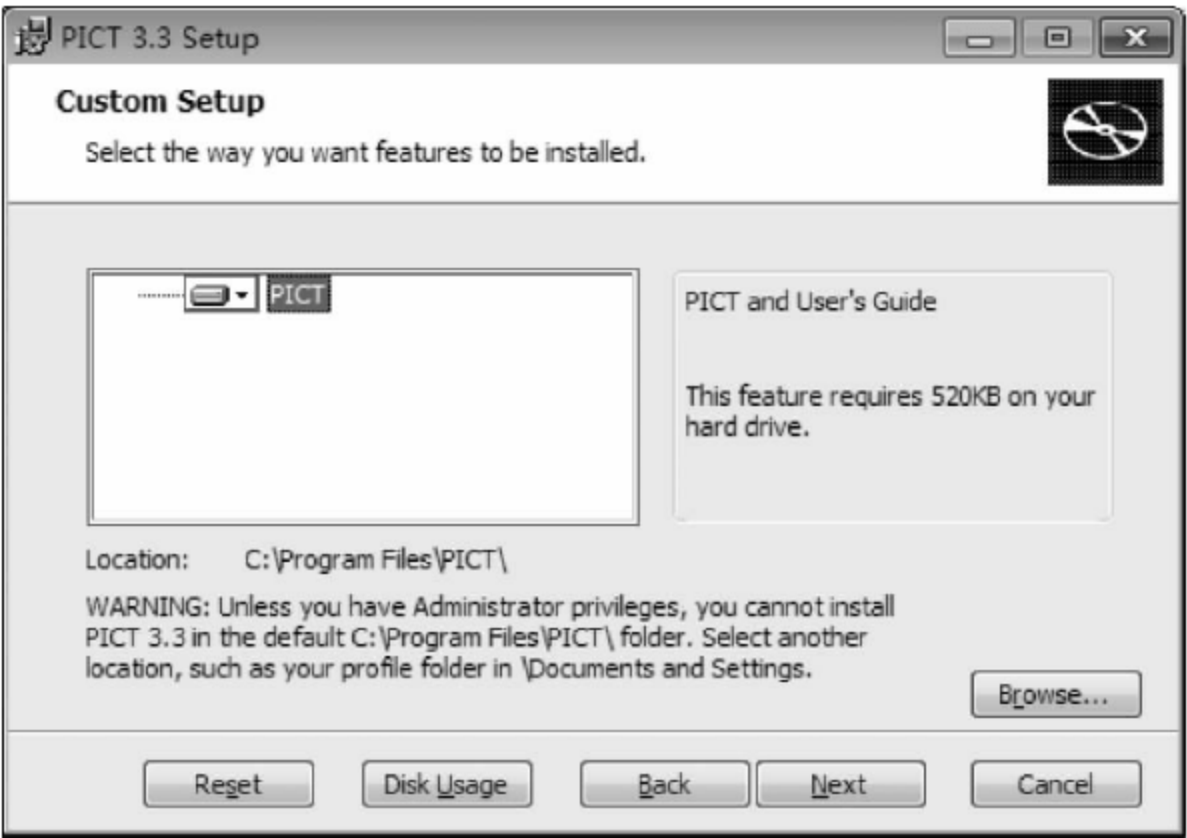 PICT 3.3 Setup
Custom Setup
Select the way you want features to be installed.
PICT
PICT and User's Guide
This feature requires 520KB on your
hard drive.
Location: C:\Program Files\PICT\
WARNING: Unless you have Administrator privileges, you cannot install
PICT 3.3 in the default C:\Program Files\PICT\ folder. Select another
location, such as your profile folder in \Documents and Settings.
Browse...
Reset Disk Usage Back Next Cancel